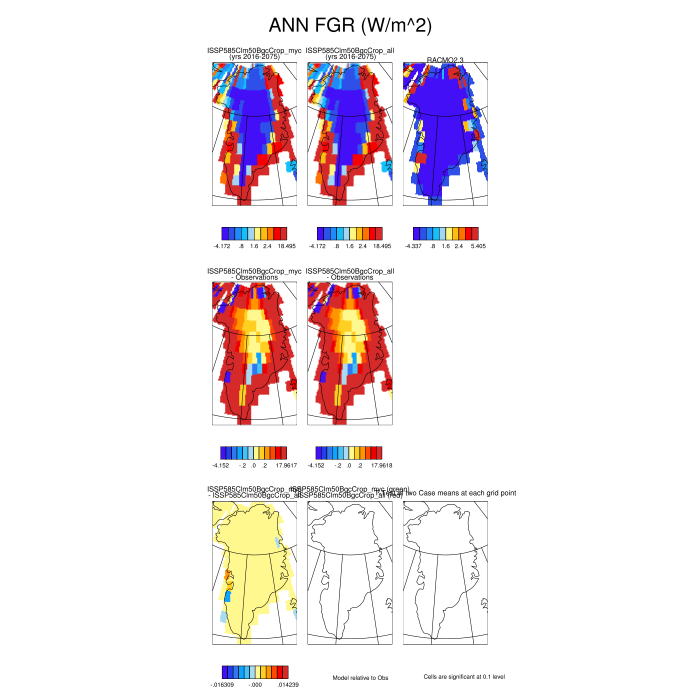 ANN FGR (W/m^2)
ISSP585Clm50BgcCrop_myc
(yrs 2016-2075)
ISSP585Clm50BgcCrop_all
(yrs 2016-2075)
RACMO2.3
-4.172 .8 1.6 2.4 18.495
-4.172 .8 1.6 2.4 18.495
-4.337 .8 1.6 2.4 5.405
ISSP585Clm50BgcCrop_myc
- Observations
ISSP585Clm50BgcCrop_all
- Observations
-4.152 -.2 .0 .2 17.9617
-4.152 -.2 .0 .2 17.9618
ISSP585Clm50BgcCrop_myc
- ISSP585Clm50BgcCrop_all
ISSP585Clm50BgcCrop_myc (green)
ISSP585Clm50BgcCrop_all (red)
two Case means at each grid point
-.016309 -.000 .014239
Model relative to Obs
Cells are significant at 0.1 level